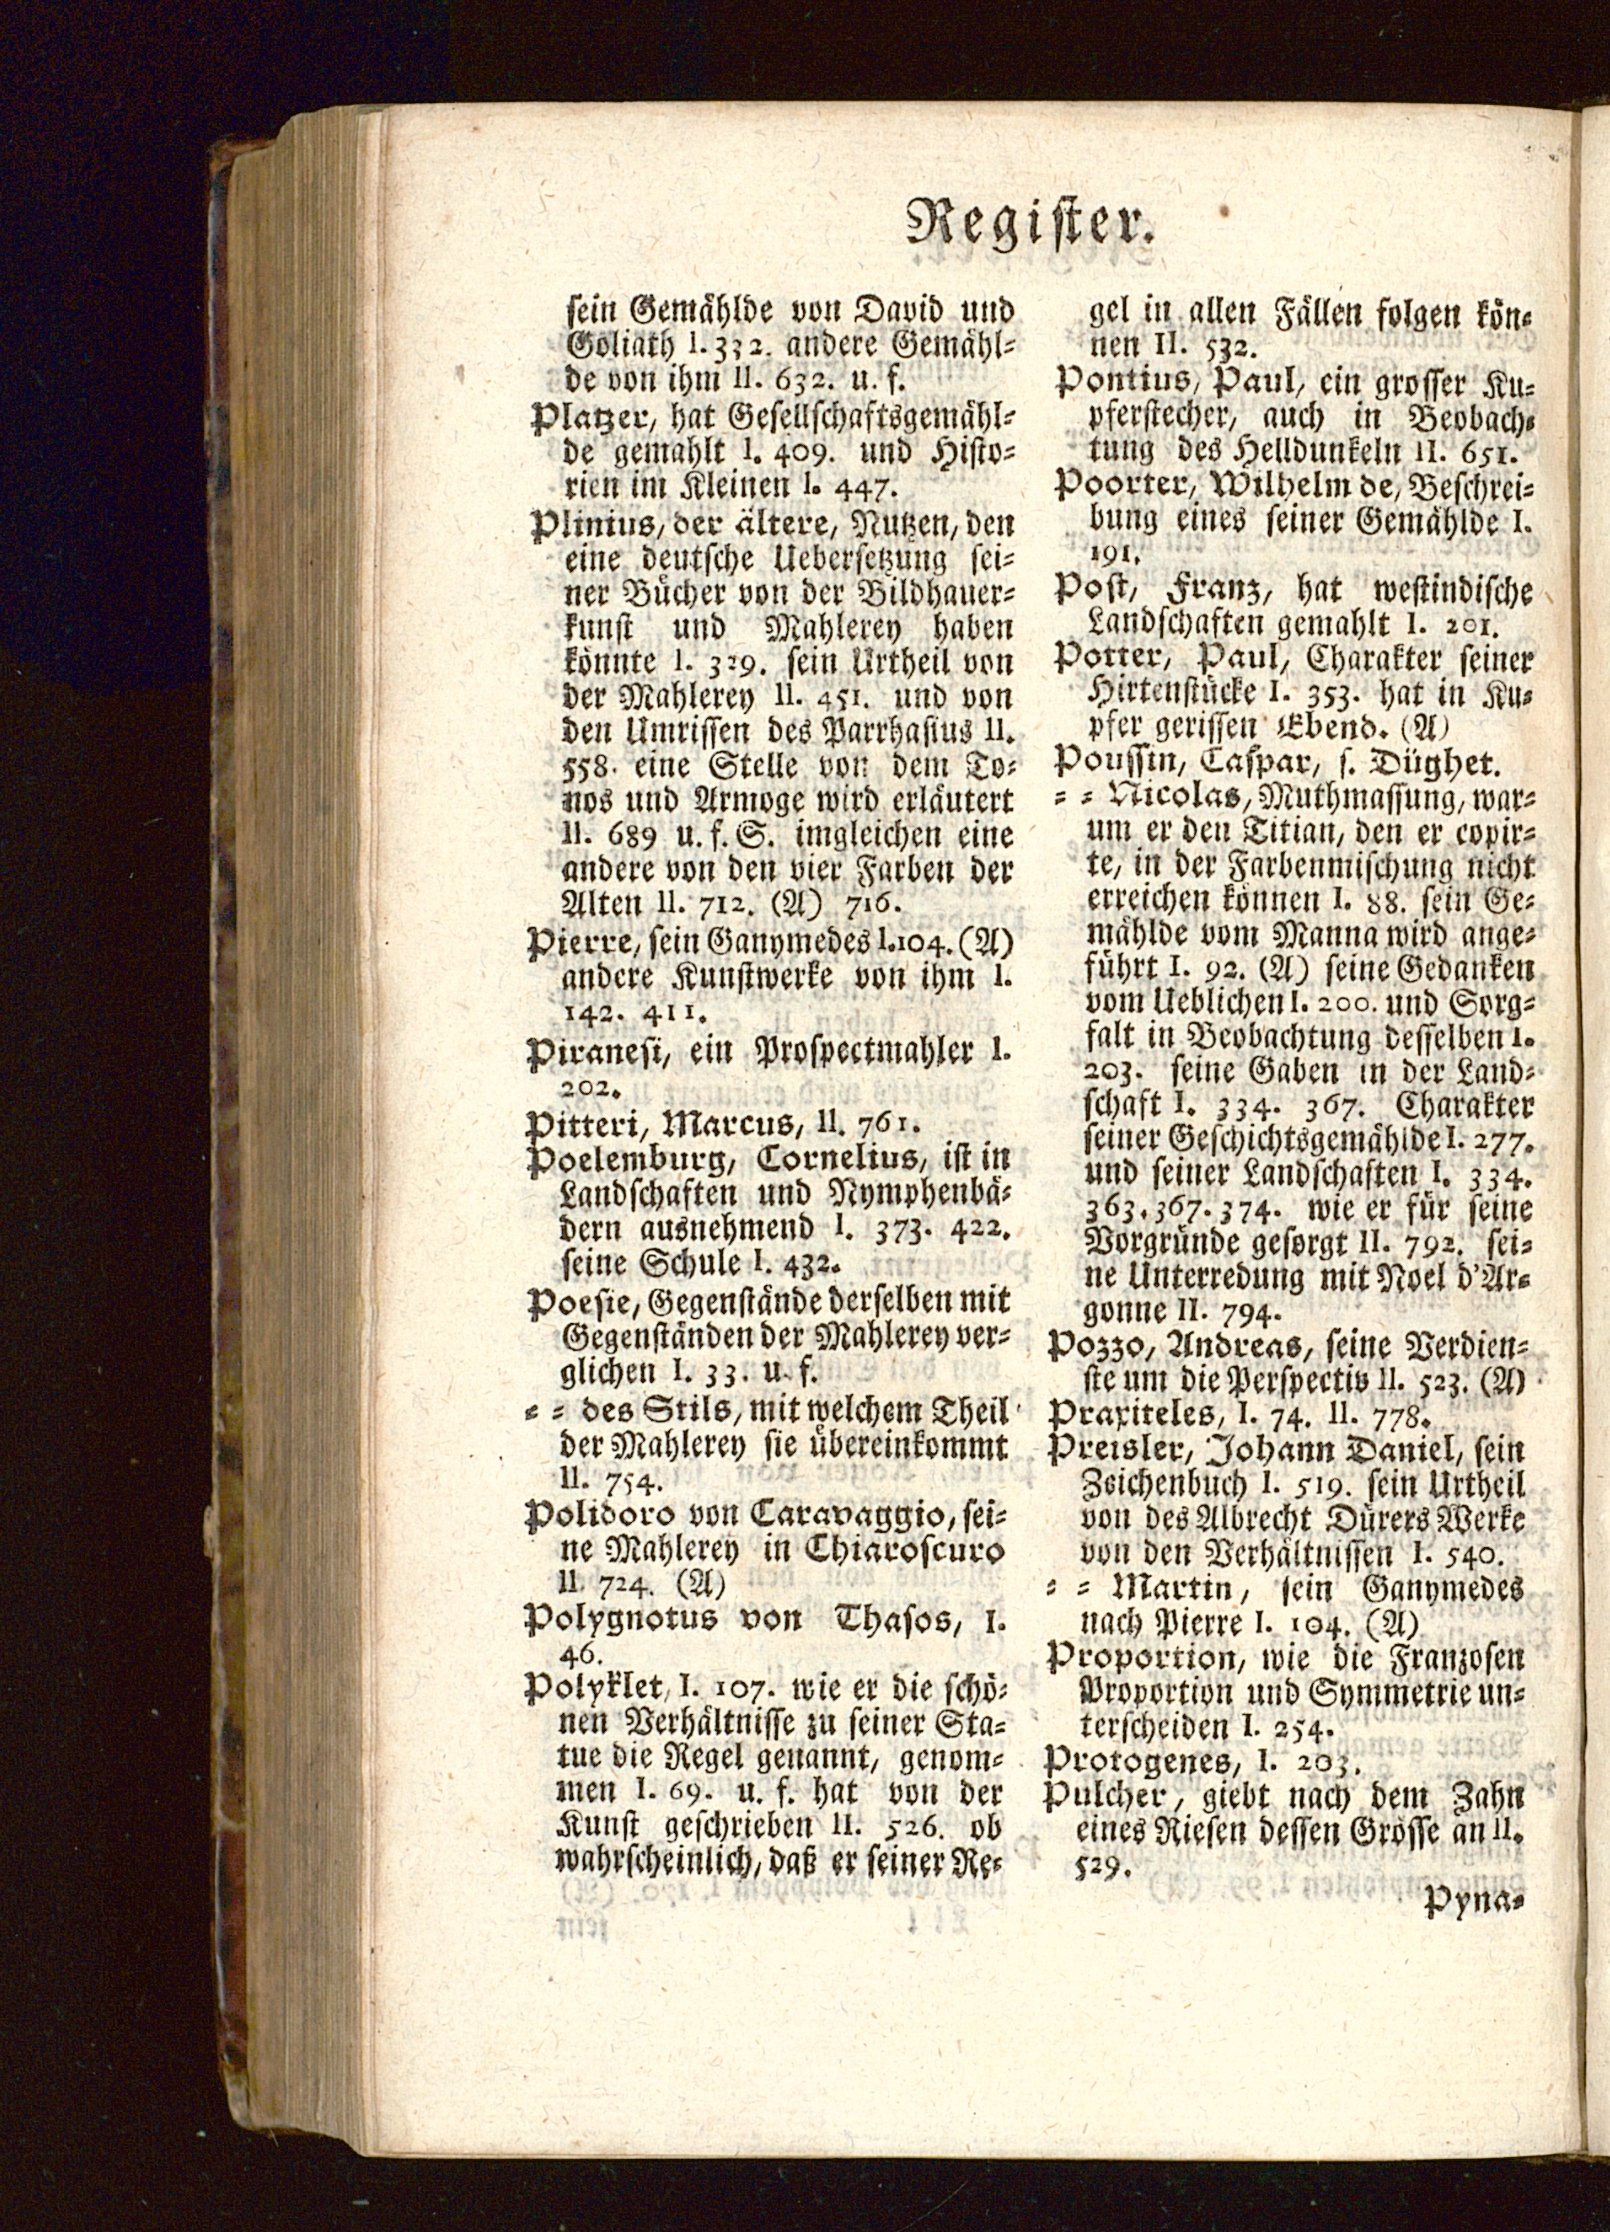 Register.
sein Gemählde von David und
Goliath I. 332. andere Gemähl-
de von ihm II. 632. u. f.
Platzer, hat Gesellschaftsgemähl-
de gemahlt I. 409. und Histo-
rien im Kleinen I. 447.
Plinius, der ältere, Nutzen, den
eine deutsche Uebersetzung sei-
ner Bücher von der Bildhauer-
kunst und Mahlerey haben
könnte I. 329. sein Urtheil von
der Mahlerey II. 451. und von
den Umrissen des Parrhasius II.
558. eine Stelle von dem To-
nos und Armoge wird erläutert
II. 689 u. f. S. imgleichen eine
andere von den vier Farben der
Alten II. 712. (A) 716.
Pierre, sein Ganymedes I. 104. (A)
andere Kunstwerke von ihm I.
142. 411.
Piranesi, ein Prospectmahler I.
202.
Pitteri, Marcus, II. 761.
Poelemburg, Cornelius, ist in
Landschaften und Nymphenbä-
dern ausnehmend I. 373. 422.
seine Schule I. 432.
Poesie, Gegenstände derselben mit
Gegenständen der Mahlerey ver-
glichen I. 33. u. f.
- - des Stils, mit welchem Theil
der Mahlerey sie übereinkommt
II. 754.
Polidoro von Caravaggio, sei-
ne Mahlerey in Chiaroscuro
II. 724. (A)
Polygnotus von Thasos, I.
46.
Polyklet, I. 107. wie er die schö-
nen Verhältnisse zu seiner Sta-
tue die Regel genannt, genom-
men I. 69. u. f. hat von der
Kunst geschrieben II. 526. ob
wahrscheinlich, daß er seiner Re-
gel in allen Fällen folgen kön-
nen II. 532.
Pontius, Paul, ein grosser Ku-
pferstecher, auch in Beobach-
tung des Helldunkeln II. 651.
Poorter, Wilhelm de, Beschrei-
bung eines seiner Gemählde I.
191.
Post, Franz, hat westindische
Landschaften gemahlt I. 201.
Potter, Paul, Charakter seiner
Hirtenstücke I. 353. hat in Ku-
pfer gerissen Ebend. (A)
Poussin, Caspar, s. Düghet.
- - Nicolas, Muthmassung, war-
um er den Titian, den er copir-
te, in der Farbenmischung nicht
erreichen können I. 88. sein Ge-
mählde vom Manna wird ange-
führt I. 92. (A) seine Gedanken
vom Ueblichen I. 200. und Sorg-
falt in Beobachtung desselben I.
203. seine Gaben in der Land-
schaft I. 334. 367. Charakter
seiner Geschichtsgemählde I. 277.
und seiner Landschaften I. 334.
363. 367. 374. wie er für seine
Vorgründe gesorgt II. 792. sei-
ne Unterredung mit Noel d'Ar-
gonne II. 794.
Pozzo, Andreas, seine Verdien-
ste um die Perspectiv II. 523. (A)
Praxiteles, I. 74. II. 778.
Preisler, Johann Daniel, sein
Zeichenbuch I. 519. sein Urtheil
von des Albrecht Dürers Werke
von den Verhältnissen I. 540.
- - Martin, sein Ganymedes
nach Pierre I. 104. (A)
Proportion, wie die Franzosen
Proportion und Symmetrie un-
terscheiden I. 254.
Protogenes, I. 203.
Pulcher, giebt nach dem Zahn
eines Riesen dessen Grösse an II.
529.
Pyna-